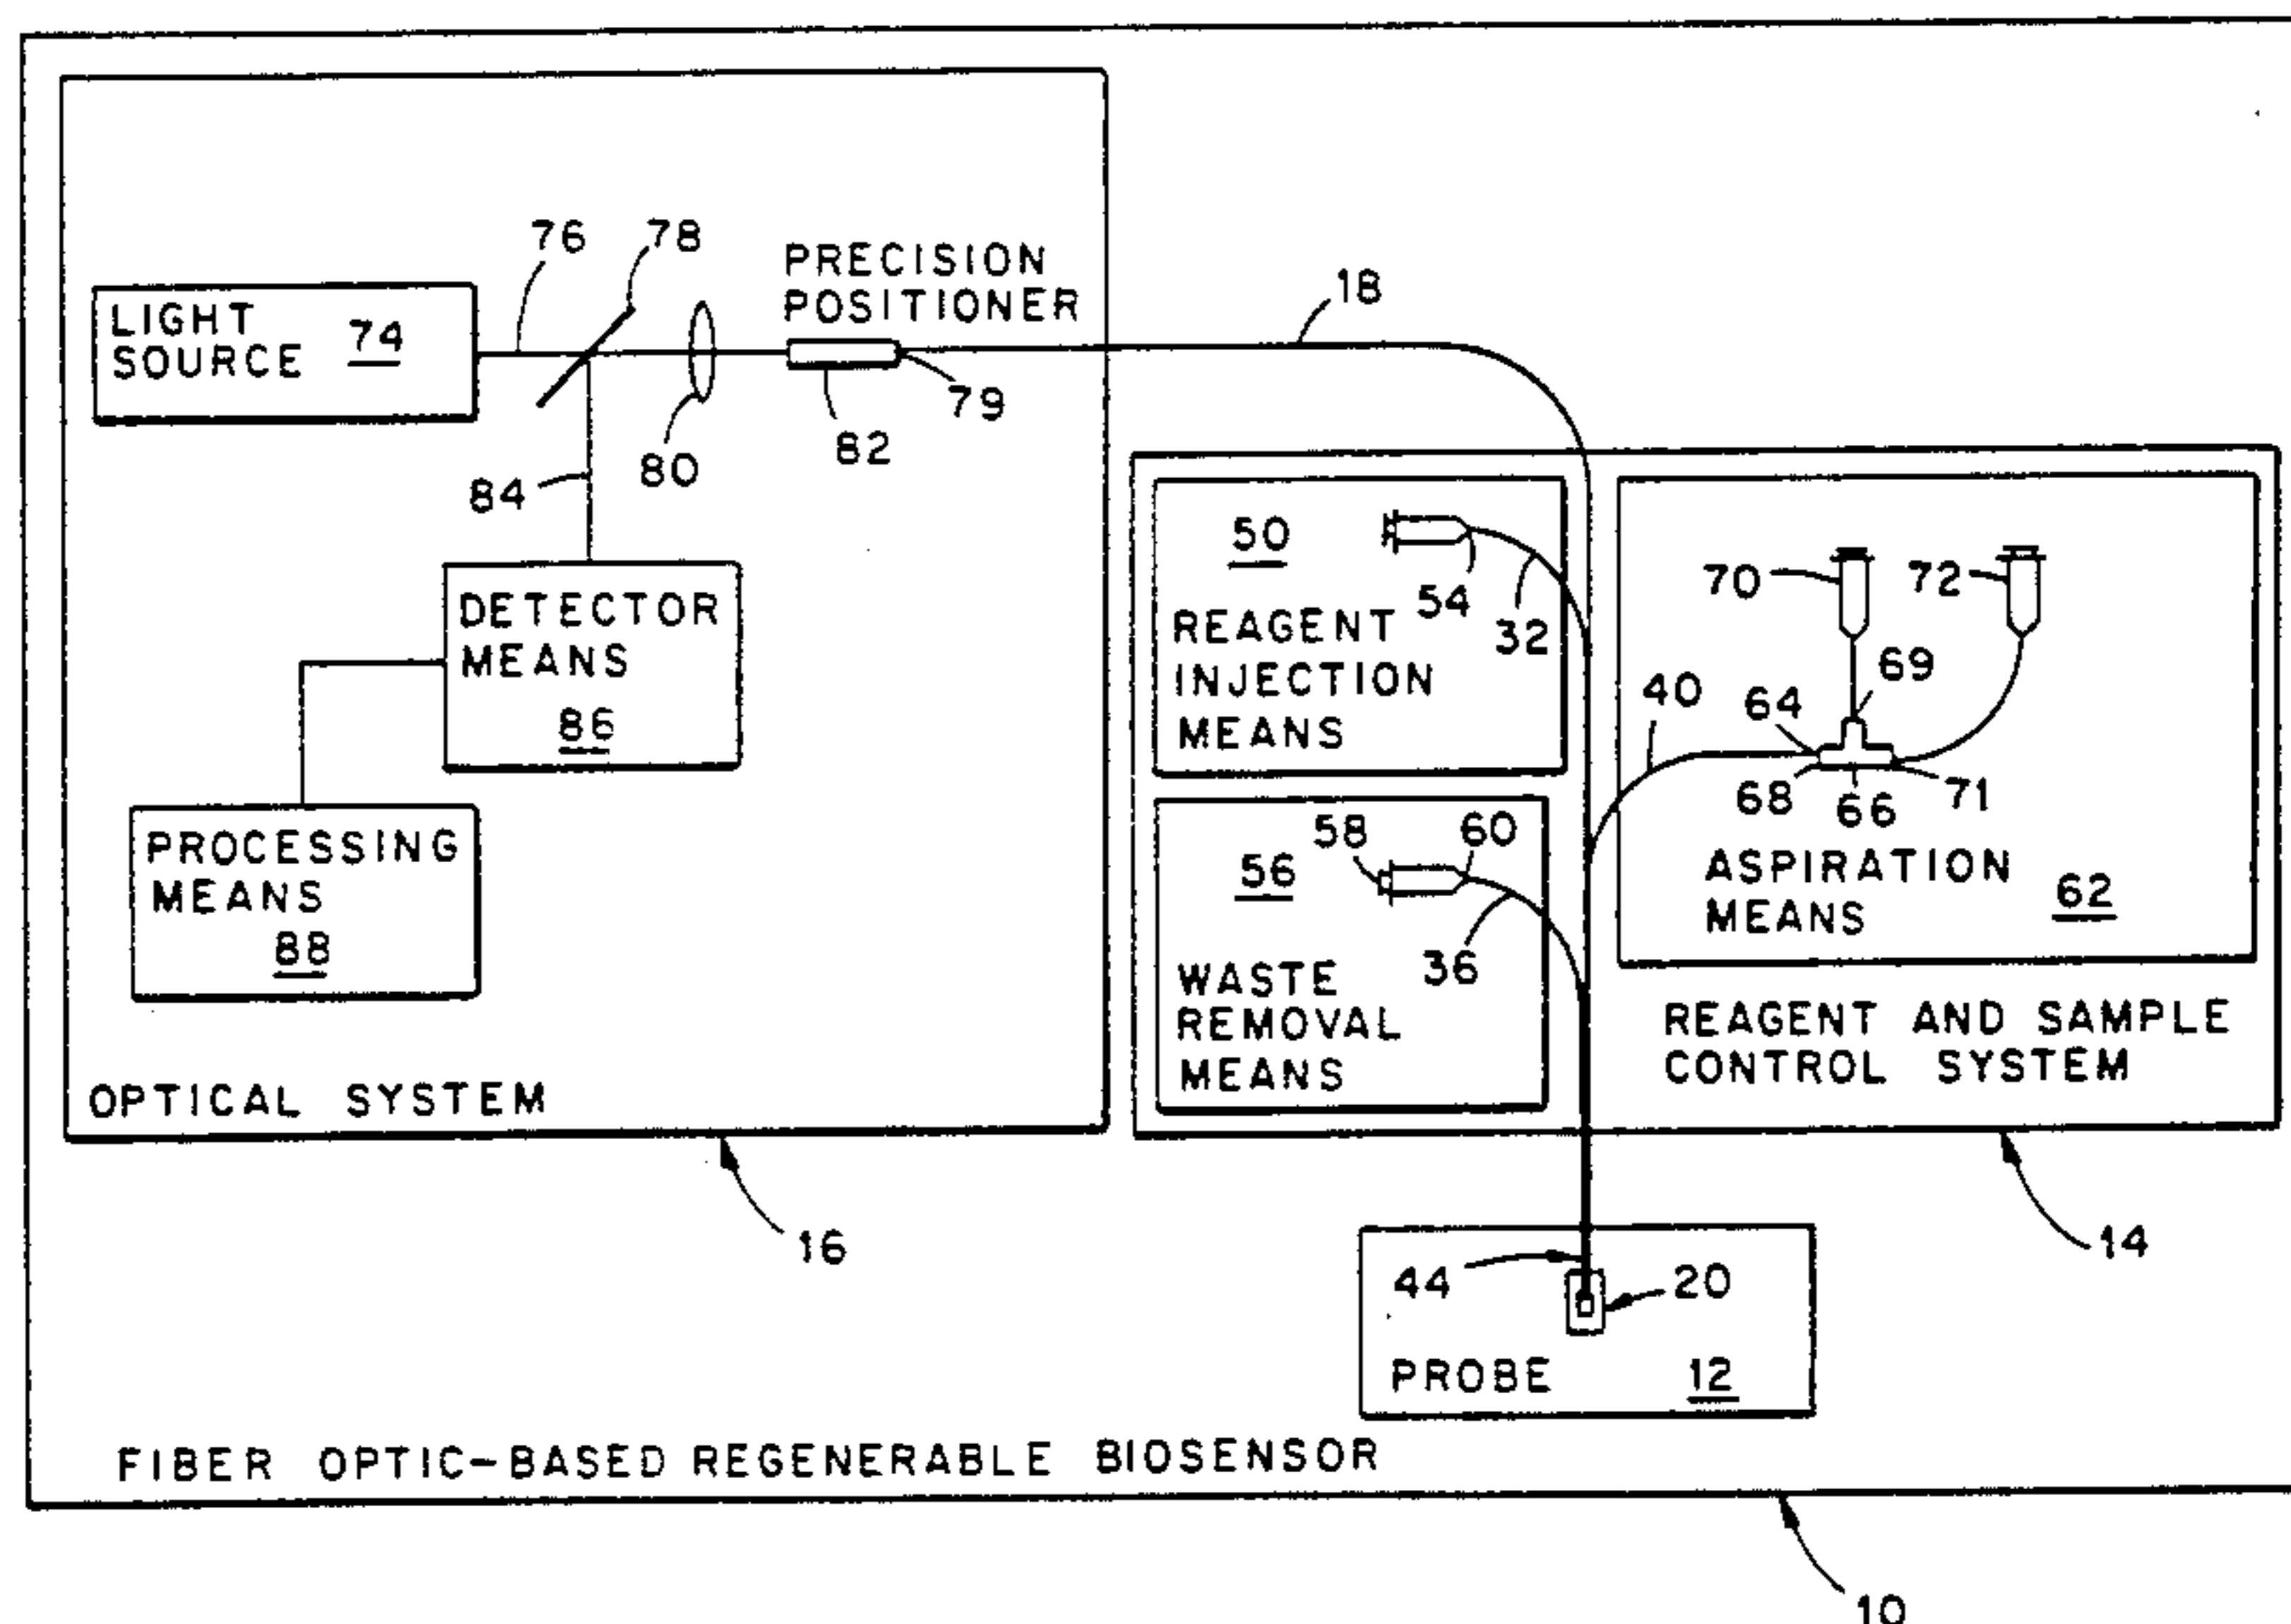 76
78
PRECISION
POSITIONER
18
LIGHT
SOURCE
74
79
80
82
84
50
54
32
REAGENT
INJECTION
MEANS
70
72
69
40
64
68
66
71
ASPIRATION
MEANS
62
DETECTOR
MEANS
86
PROCESSING
MEANS
88
58
60
56
36
WASTE
REMOVAL
MEANS
REAGENT AND SAMPLE
CONTROL SYSTEM
OPTICAL SYSTEM
16
14
44
20
PROBE
12
FIBER OPTIC-BASED REGENERABLE BIOSENSOR
10